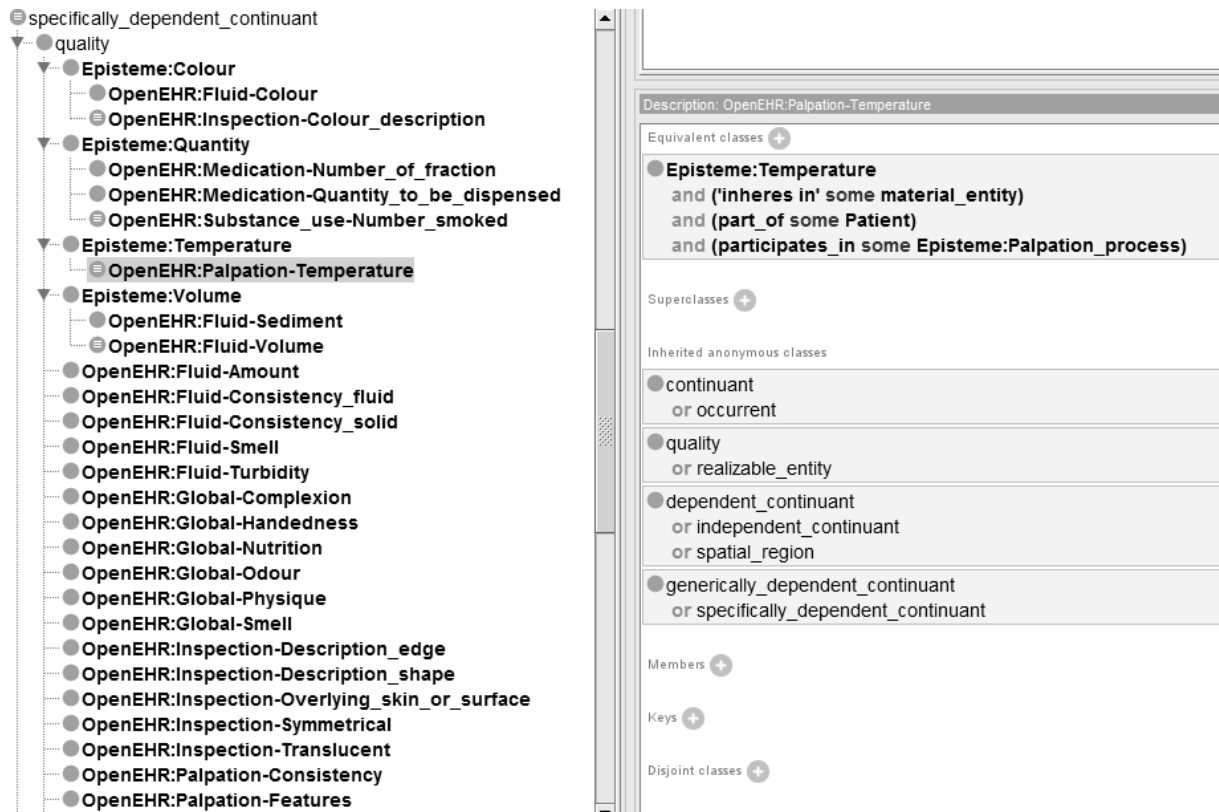 specifically_dependent_continuant
quality
Episteme:Colour
OpenEHR:Fluid-Colour
OpenEHR:Inspection-Colour_description
Episteme:Quantity
OpenEHR:Medication-Number_of_fraction
OpenEHR:Medication-Quantity_to_be_dispensed
OpenEHR:Substance_use-Number_smoked
Episteme:Temperature
OpenEHR:Palpation-Temperature
Episteme:Volume
OpenEHR:Fluid-Sediment
OpenEHR:Fluid-Volume
OpenEHR:Fluid-Amount
OpenEHR:Fluid-Consistency_fluid
OpenEHR:Fluid-Consistency_solid
OpenEHR:Fluid-Smell
OpenEHR:Fluid-Turbidity
OpenEHR:Global-Complexion
OpenEHR:Global-Handedness
OpenEHR:Global-Nutrition
OpenEHR:Global-Odour
OpenEHR:Global-Physique
OpenEHR:Global-Smell
OpenEHR:Inspection-Description_edge
OpenEHR:Inspection-Description_shape
OpenEHR:Inspection-Overlying_skin_or_surface
OpenEHR:Inspection-Symmetrical
OpenEHR:Inspection-Translucent
OpenEHR:Palpation-Consistency
OpenEHR:Palpation-Features
Description: OpenEHR:Palpation-Temperature
Equivalent classes
Episteme:Temperature
and ('inheres in' some material_entity)
and (part_of some Patient)
and (participates_in some Episteme:Palpation_process)
Superclasses
Inherited anonymous classes
continuant
or occurrent
quality
or realizable_entity
dependent_continuant
or independent_continuant
or spatial_region
generically_dependent_continuant
or specifically_dependent_continuant
Members
Keys
Disjoint classes